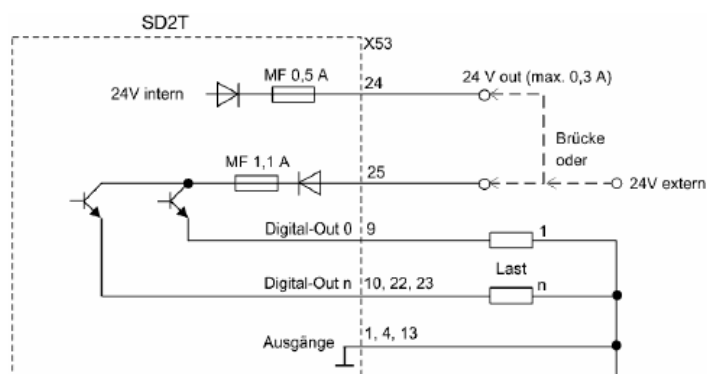 SD2T
X53
MF 0,5 A
24
24 V out (max. 0,3 A)
24V intern
Brücke
oder
MF 1,1 A
25
24V extern
Digital-Out 0
9
1
Last
Digital-Out n
10, 22, 23
n
Ausgänge
1, 4, 13